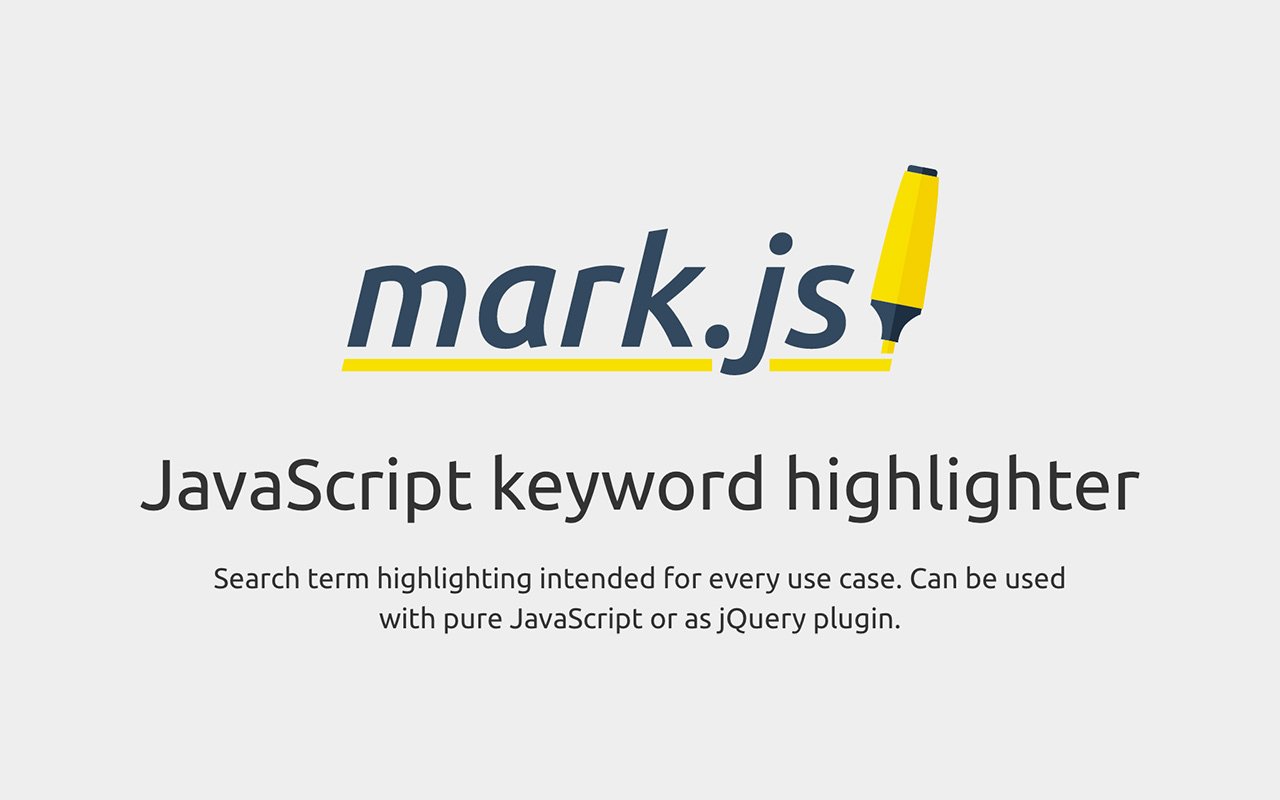 mark.js
JavaScript keyword highlighter
Search term highlighting intended for every use case. Can be used
with pure JavaScript or as jQuery plugin.